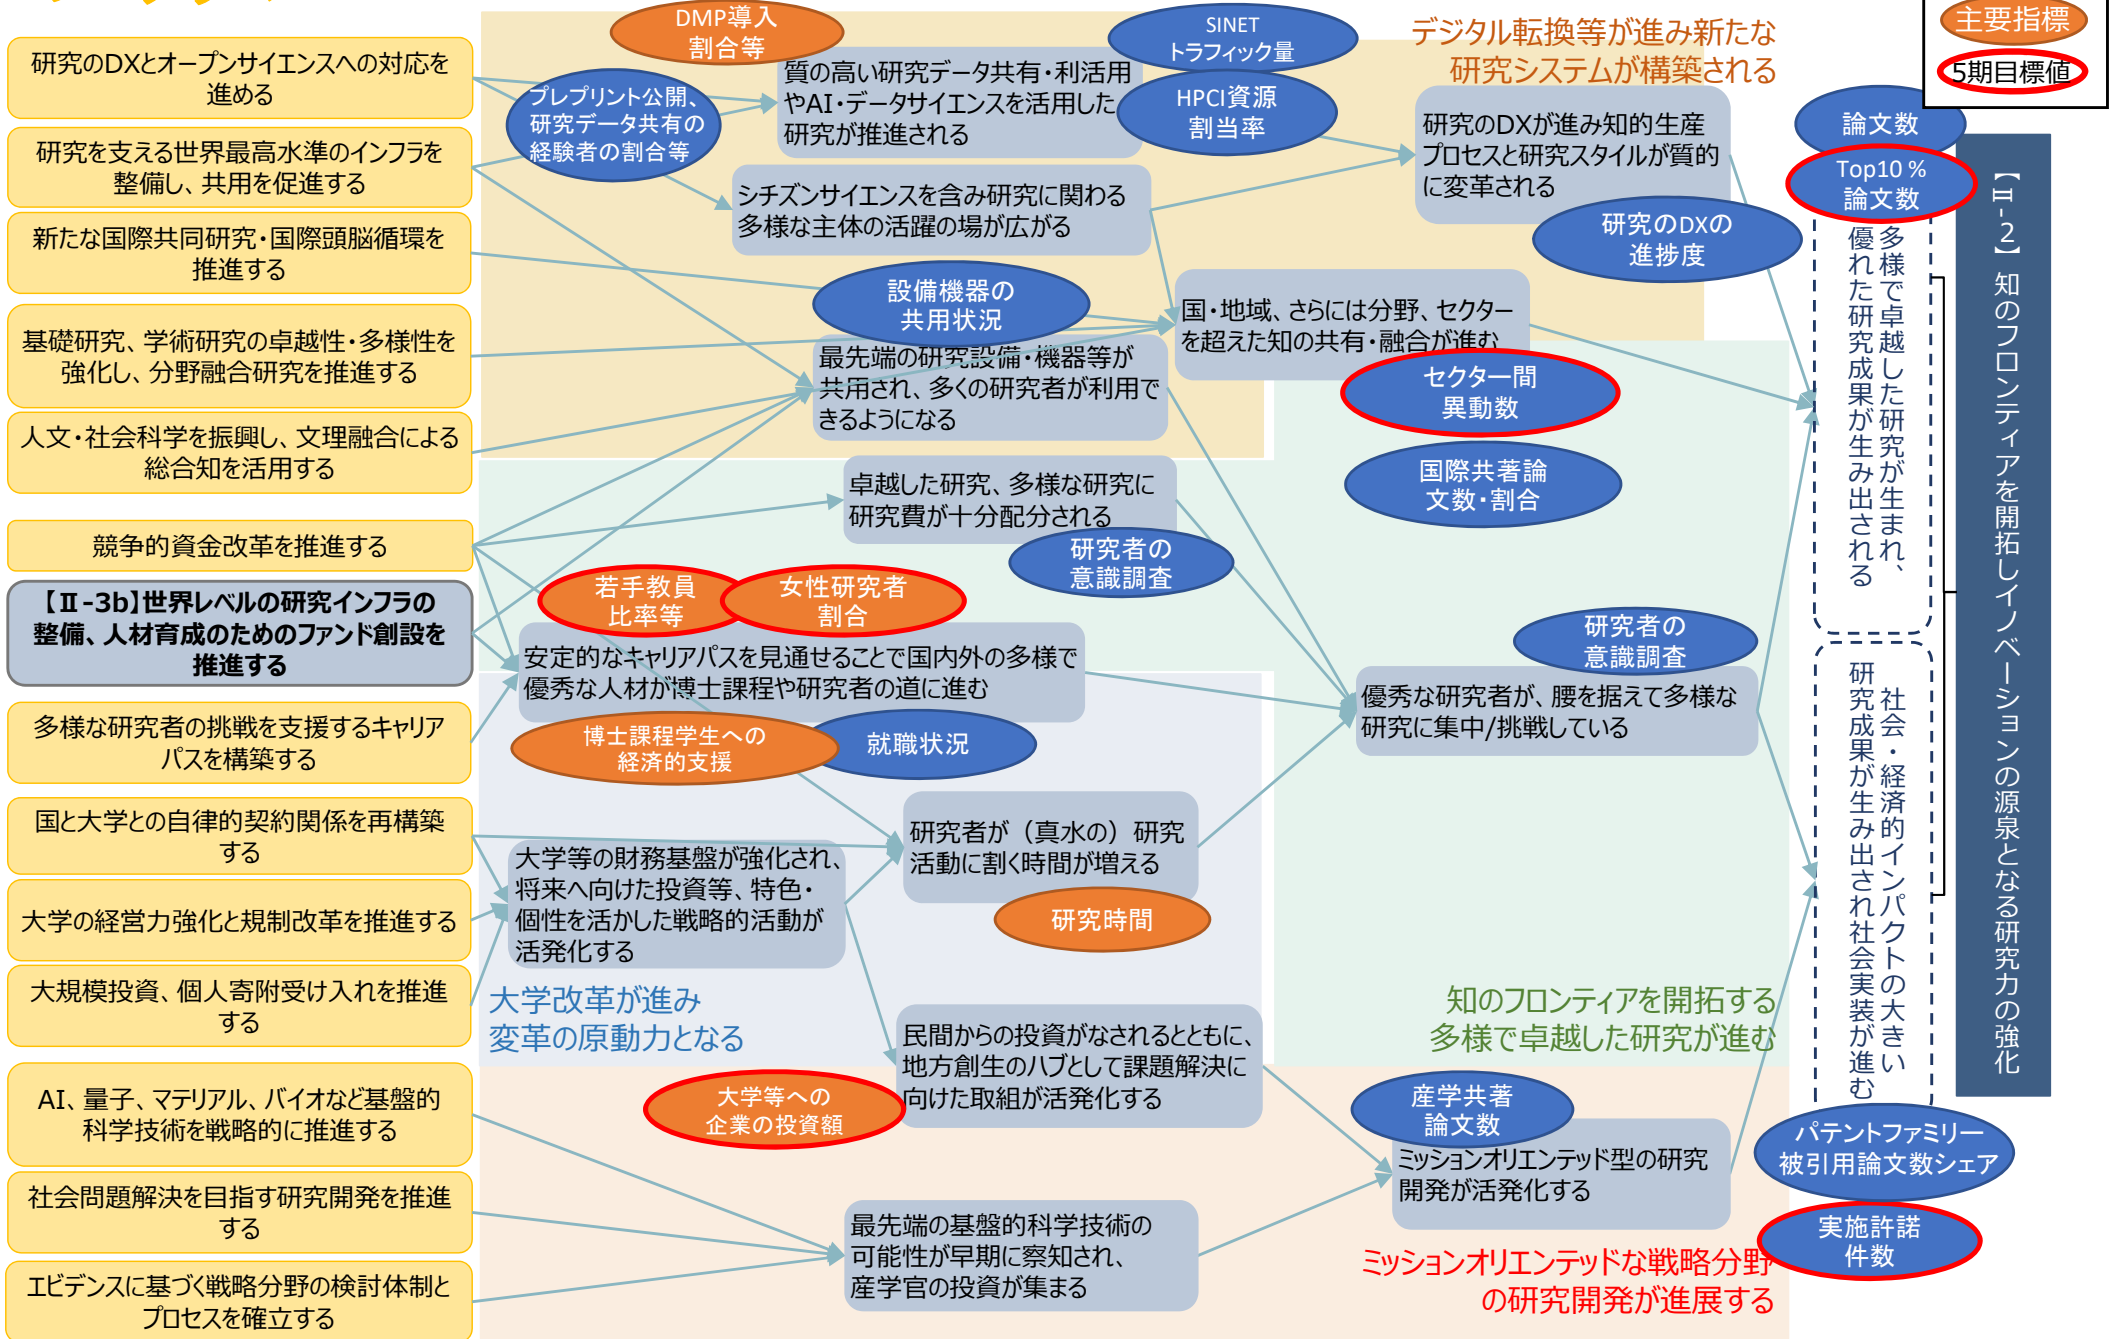 研究のDXとオープンサイエンスへの対応を
進める
研究を支える世界最高水準のインフラを
整備し、共用を促進する
新たな国際共同研究・国際頭脳循環を
推進する
基礎研究、学術研究の卓越性・多様性を
強化し、分野融合研究を推進する
人文・社会科学を振興し、文理融合による
総合知を活用する
競争的資金改革を推進する
【Ⅱ-3b】世界レベルの研究インフラの
整備、人材育成のためのファンド創設を
推進する
多様な研究者の挑戦を支援するキャリア
パスを構築する
国と大学との自律的契約関係を再構築
する
大学の経営力強化と規制改革を推進する
大規模投資、個人寄附受け入れを推進
する
AI、量子、マテリアル、バイオなど基盤的
科学技術を戦略的に推進する
社会問題解決を目指す研究開発を推進
する
エビデンスに基づく戦略分野の検討体制と
プロセスを確立する
DMP導入
割合等
プレプリント公開、
研究データ共有の
経験者の割合等
質の高い研究データ共有・利活用
やAI・データサイエンスを活用した
研究が推進される
SINET
トラフィック量
HPCI資源
割当率
デジタル転換等が進み新たな
研究システムが構築される
シチズンサイエンスを含み研究に関わる
多様な主体の活躍の場が広がる
研究のDXが進み知的生産
プロセスと研究スタイルが質的
に変革される
研究のDXの
進捗度
設備機器の
共用状況
最先端の研究設備・機器等が
共用され、多くの研究者が利用で
きるようになる
国・地域、さらには分野、セクター
を超えた知の共有・融合が進む
セクター間
異動数
国際共著論
文数・割合
卓越した研究、多様な研究に
研究費が十分配分される
研究者の
意識調査
若手教員
比率等
女性研究者
割合
安定的なキャリアパスを見通せることで国内外の多様で
優秀な人材が博士課程や研究者の道に進む
博士課程学生への
経済的支援
就職状況
研究者の
意識調査
優秀な研究者が、腰を据えて多様な
研究に集中/挑戦している
研究者が（真水の）研究
活動に割く時間が増える
研究時間
大学等の財務基盤が強化され、
将来へ向けた投資等、特色・
個性を活かした戦略的活動が
活発化する
大学改革が進み
変革の原動力となる
民間からの投資がなされるとともに、
地方創生のハブとして課題解決に
向けた取組が活発化する
大学等への
企業の投資額
知のフロンティアを開拓する
多様で卓越した研究が進む
産学共著
論文数
ミッションオリエンテッド型の研究
開発が活発化する
最先端の基盤的科学技術の
可能性が早期に察知され、
産学官の投資が集まる
ミッションオリエンテッドな戦略分野
の研究開発が進展する
主要指標
5期目標値
論文数
Top10％
論文数
多様で卓越した研究が生まれ、
優れた研究成果が生み出される
社会・経済的インパクトの大きい
研究成果が生み出され社会実装が進む
パテントファミリー
被引用論文数シェア
実施許諾
件数
【Ⅱ-2】知のフロンティアを開拓しイノベーションの源泉となる研究力の強化